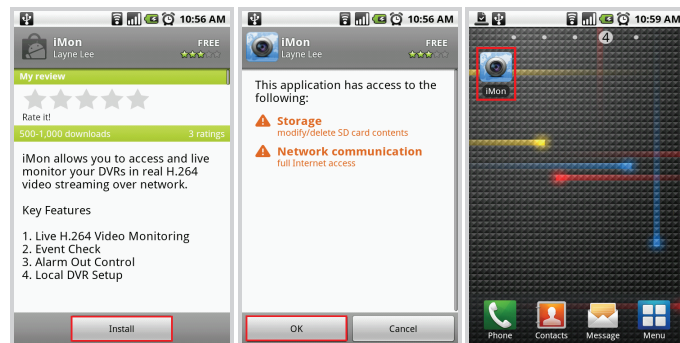 10:56 AM
iMon
FREE
Layne Lee
My review
Rate it!
500-1,000 downloads 3 ratings
iMon allows you to access and live
monitor your DVRs in real H.264
video streaming over network.
Key Features
1. Live H.264 Video Monitoring
2. Event Check
3. Alarm Out Control
4. Local DVR Setup
Install
10:56 AM
iMon
FREE
Layne Lee
This application has access to the
following:
Storage
modify/delete SD card contents
Network communication
full Internet access
OK
Cancel
10:59 AM
4
iMon
Phone
Contacts
Message
Menu